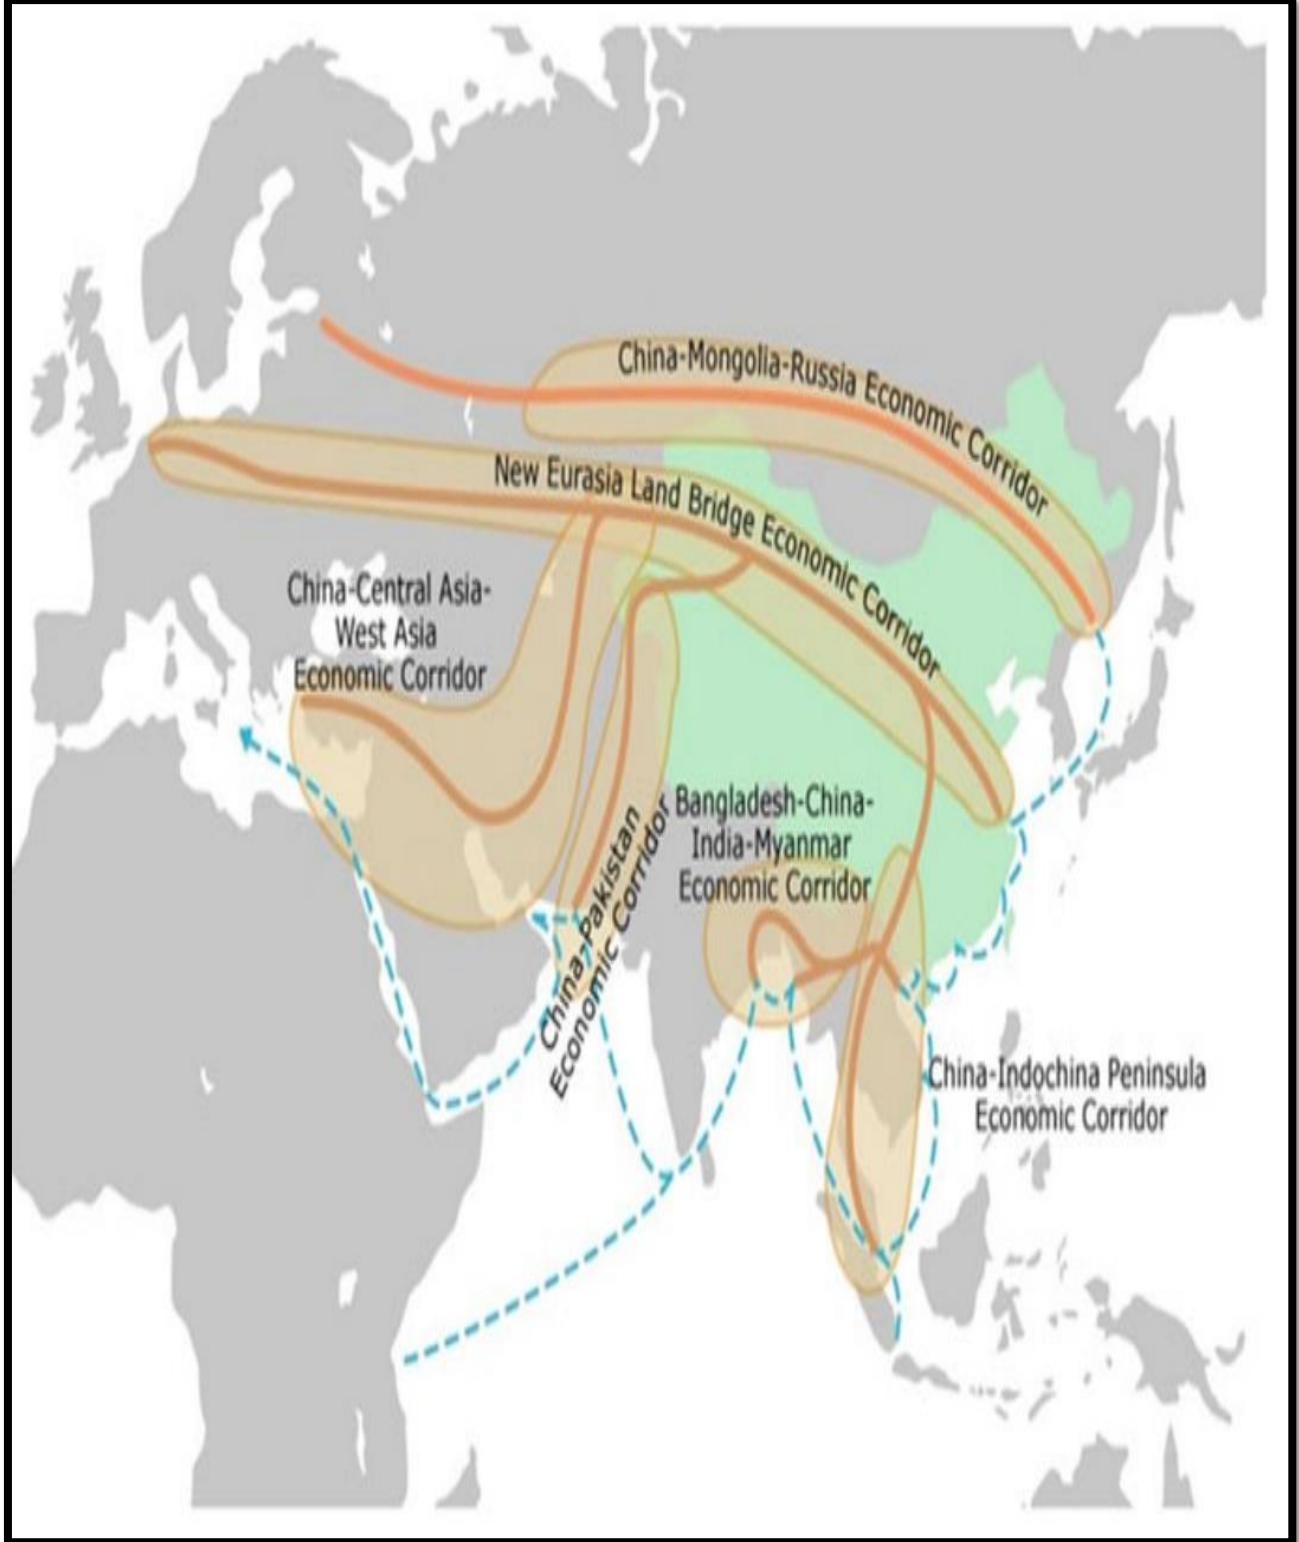 China-Mongolia-Russia Economic Corridor
New Eurasia Land Bridge Economic Corridor
China-Central Asia-
West Asia
Economic Corridor
China-Pakistan
Economic Corridor
Bangladesh-China-
India-Myanmar
Economic Corridor
China-Indochina Peninsula
Economic Corridor